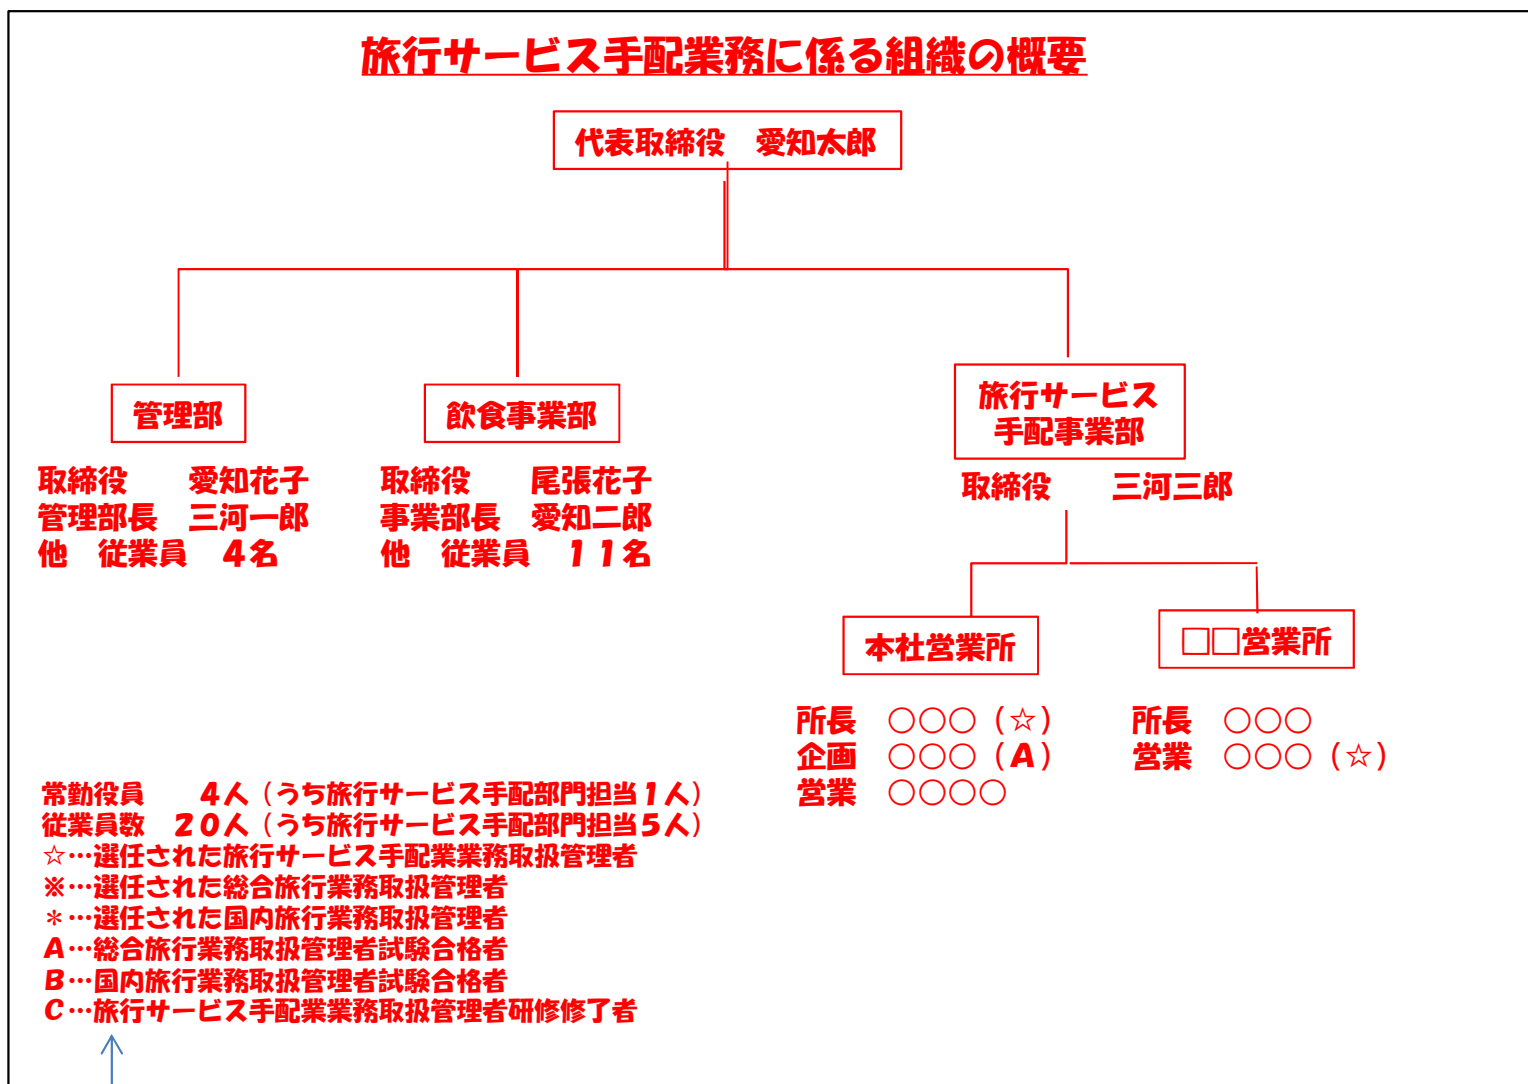 旅行サービス手配業務に係る組織の概要
代表取締役　愛知太郎
管理部
取締役　　愛知花子
管理部長　三河一郎
他　従業員　４名
飲食事業部
取締役　　尾張花子
事業部長　愛知二郎
他　従業員　１１名
旅行サービス
手配事業部
取締役　　三河三郎
本社営業所
所長　○○○（☆）
企画　○○○（Ａ）
営業　○○○○
□□営業所
所長　○○○
営業　○○○（☆）
常勤役員　　４人（うち旅行サービス手配部門担当１人）
従業員数　２０人（うち旅行サービス手配部門担当５人）
☆…選任された旅行サービス手配業業務取扱管理者
※…選任された総合旅行業務取扱管理者
＊…選任された国内旅行業務取扱管理者
Ａ…総合旅行業務取扱管理者試験合格者
Ｂ…国内旅行業務取扱管理者試験合格者
Ｃ…旅行サービス手配業業務取扱管理者研修修了者